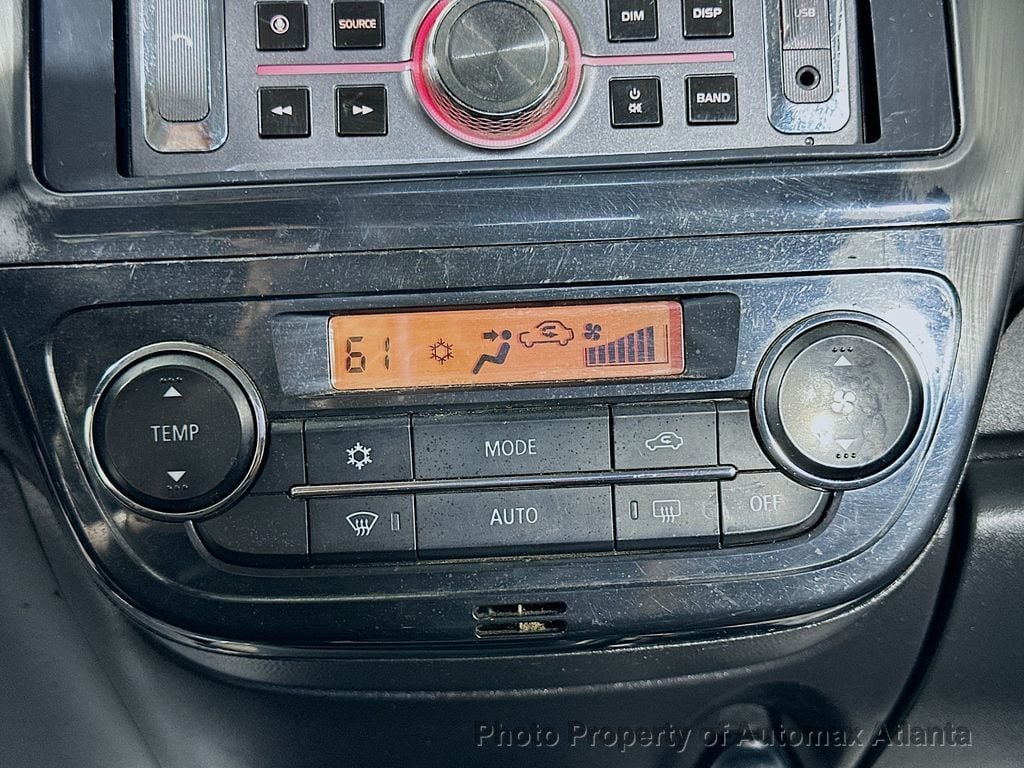 SOURCE
DIM
DISP
USB
BAND
61
TEMP
MODE
AUTO
OFF
Photo Property of Automax Atlanta